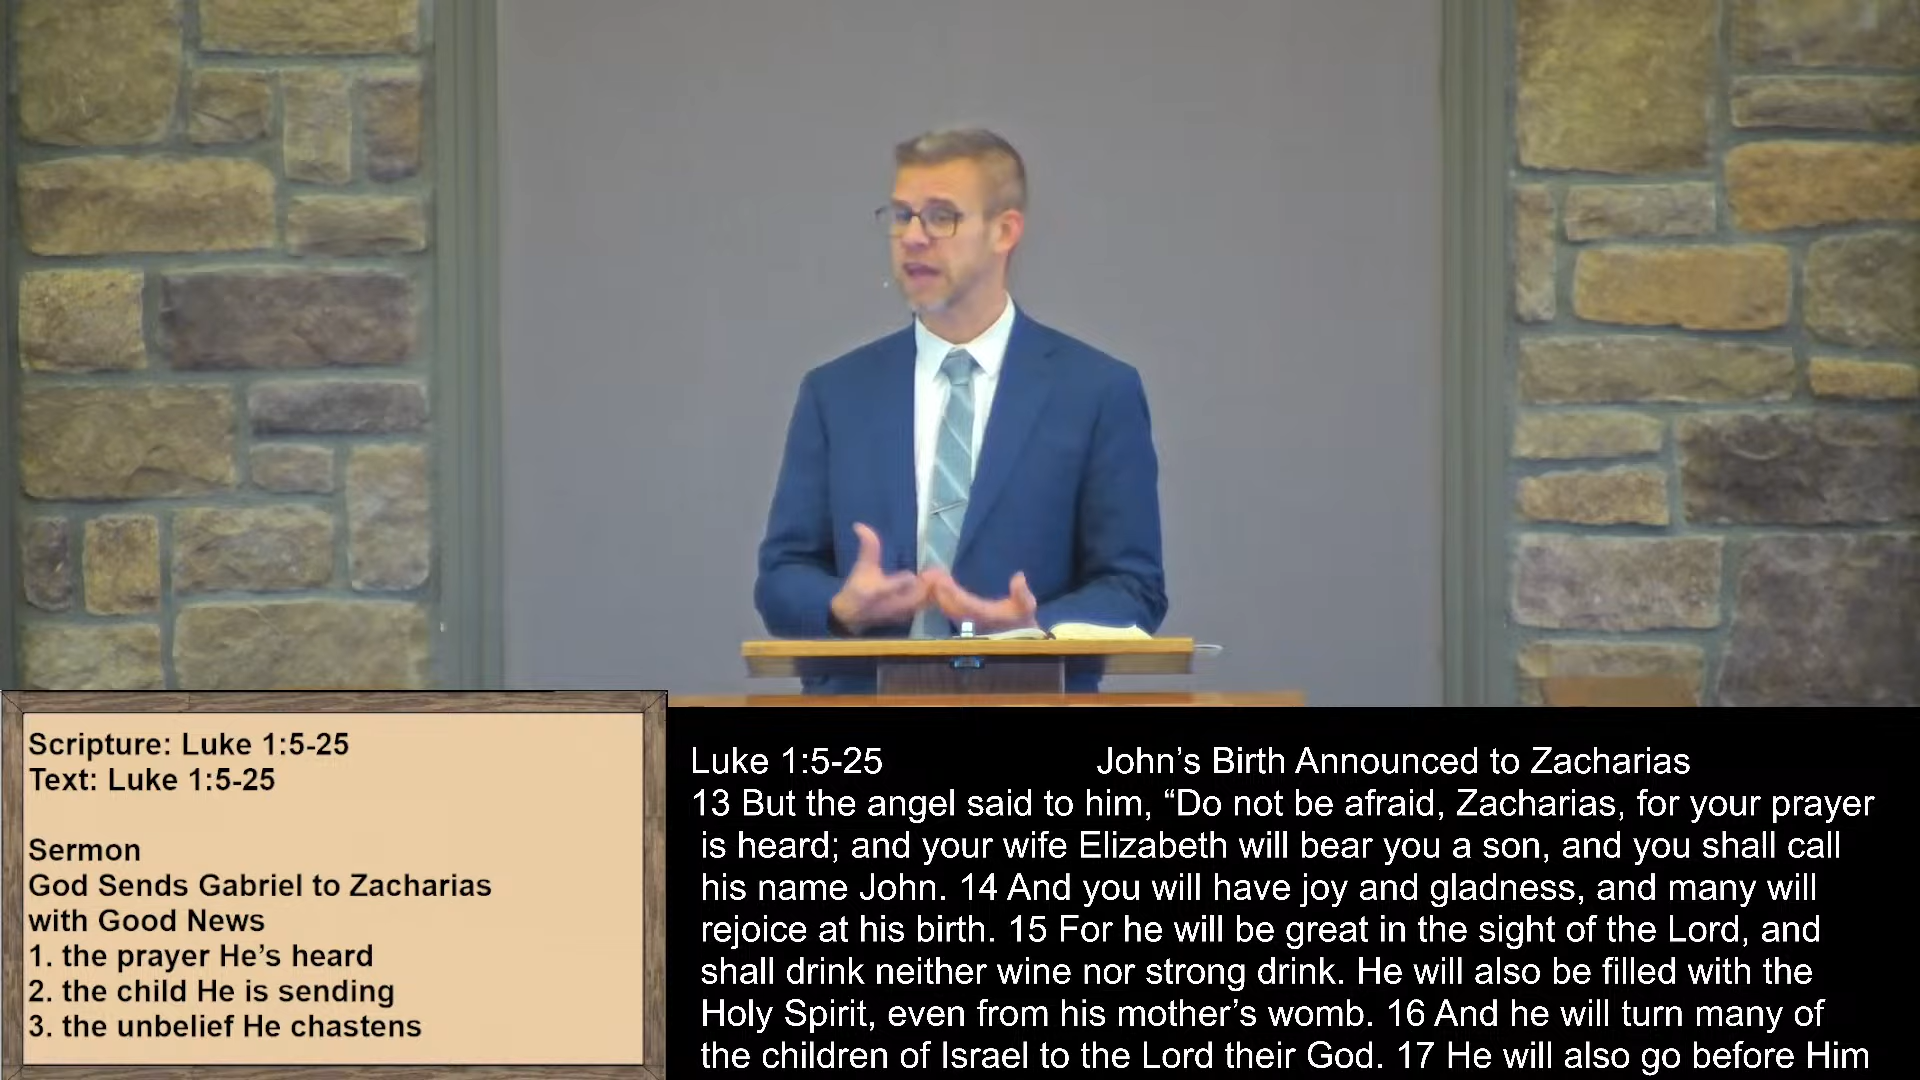 Scripture: Luke 1:5-25
Text: Luke 1:5-25
Sermon
God Sends Gabriel to Zacharias
with Good News
1. the prayer He’s heard
2. the child He is sending
3. the unbelief He chastens
Luke 1:5-25 John’s Birth Announced to Zacharias
13 But the angel said to him, “Do not be afraid, Zacharias, for your prayer
is heard; and your wife Elizabeth will bear you a son, and you shall call
his name John. 14 And you will have joy and gladness, and many will
rejoice at his birth. 15 For he will be great in the sight of the Lord, and
shall drink neither wine nor strong drink. He will also be filled with the
Holy Spirit, even from his mother’s womb. 16 And he will turn many of
the children of Israel to the Lord their God. 17 He will also go before Him